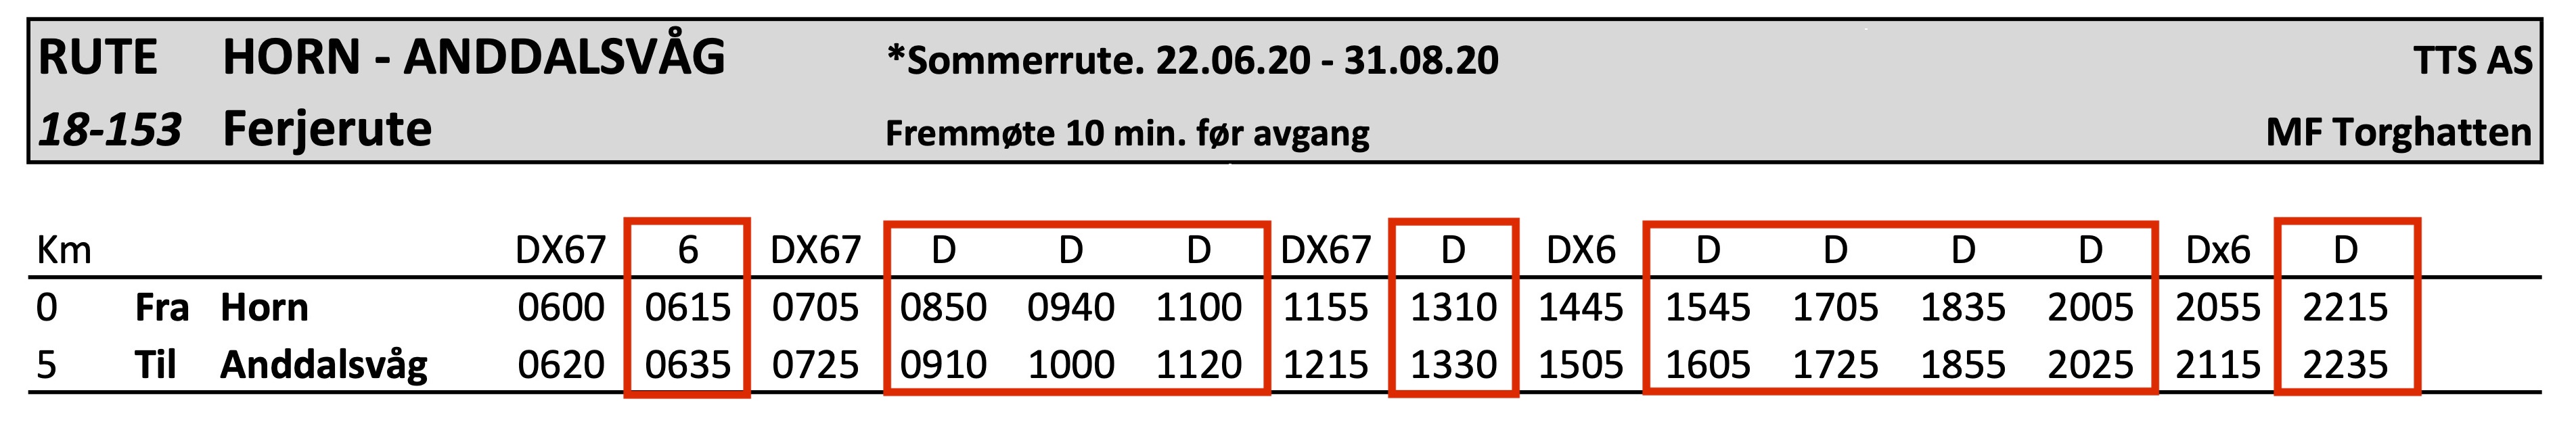 RUTE HORN - ANDDALSVÅG *Sommerrute. 22.06.20 - 31.08.20 TTS AS
18-153 Ferjerute Fremmøte 10 min. før avgang MF Torghatten
Km DX67 6 DX67 D D D DX67 D DX6 D D D D Dx6 D
0 Fra Horn 0600 0615 0705 0850 0940 1100 1155 1310 1445 1545 1705 1835 2005 2055 2215
5 Til Anddalsvåg 0620 0635 0725 0910 1000 1120 1215 1330 1505 1605 1725 1855 2025 2115 2235